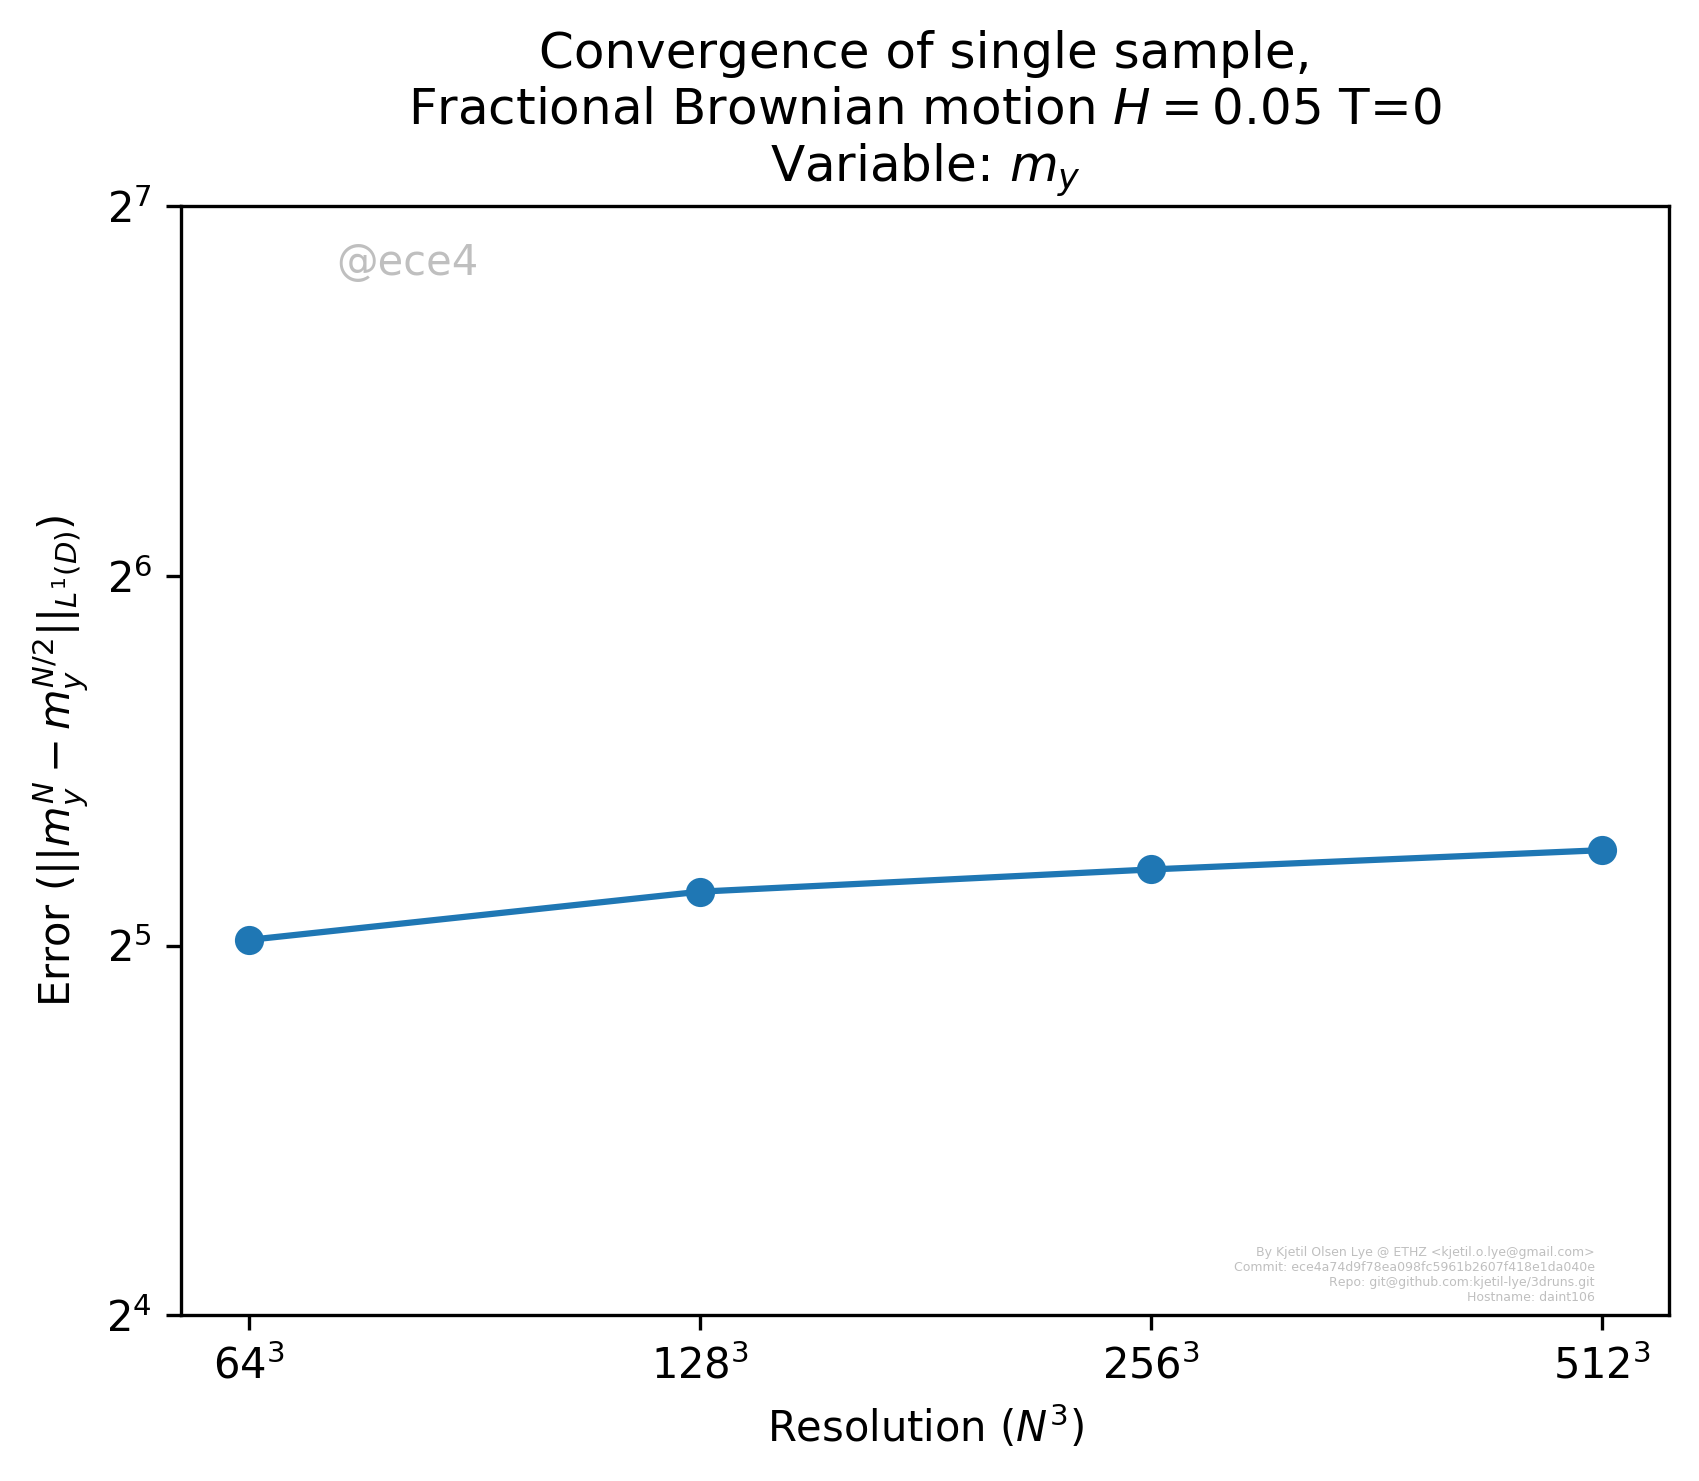 Convergence of single sample,
Fractional Brownian motion H = 0.05 T=0
Variable: m_y
2^7
@ece4
2^6
2^5
2^4
Error (||m_y^N − m_y^{N/2}||_{L^1(D)})
By Kjetil Olsen Lye @ ETHZ <kjetil.o.lye@gmail.com>
Commit: ece4a74d9f78ea098fc5961b2607f418e1da040e
Repo: git@github.com:kjetil-lye/3druns.git
Hostname: daint106
64^3 128^3 256^3 512^3
Resolution (N^3)